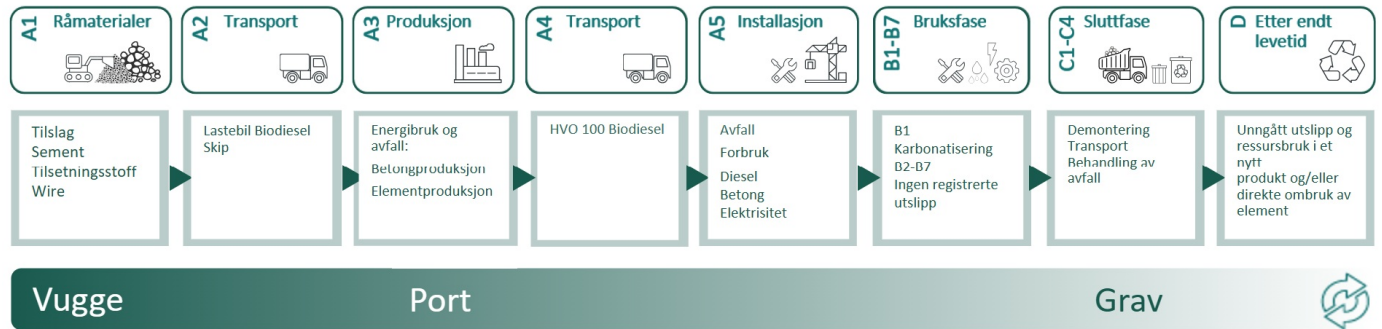 A1 Råmaterialer
A2 Transport
A3 Produksjon
A4 Transport
A5 Installasjon
B1-B7 Bruksfase
C1-C4 Sluttfase
D Etter endt
levetid
Tilslag
Sement
Tilsetningsstoff
Wire
Lastebil Biodiesel
Skip
Energibruk og
avfall:
Betongproduksjon
Elementproduksjon
HVO 100 Biodiesel
Avfall
Forbruk
Diesel
Betong
Elektrisitet
B1
Karbonatisering
B2-B7
Ingen registrerte
utslipp
Demontering
Transport
Behandling av
avfall
Unngått utslipp og
ressursbruk i et
nytt
produkt og/eller
direkte ombruk av
element
Vugge
Port
Grav